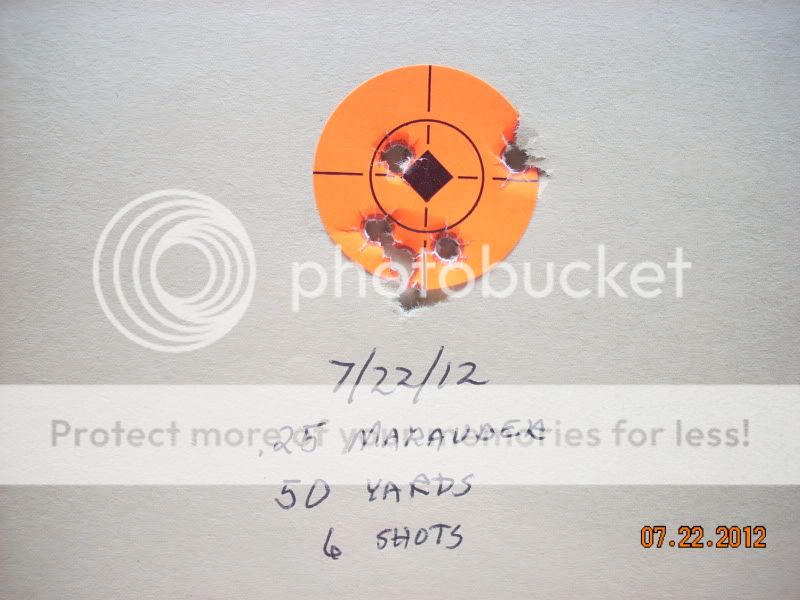 photobucket
7/22/12
Protect more of your memories for less!
.25 MARAUDER
50 YARDS
6 SHOTS
07.22.2012